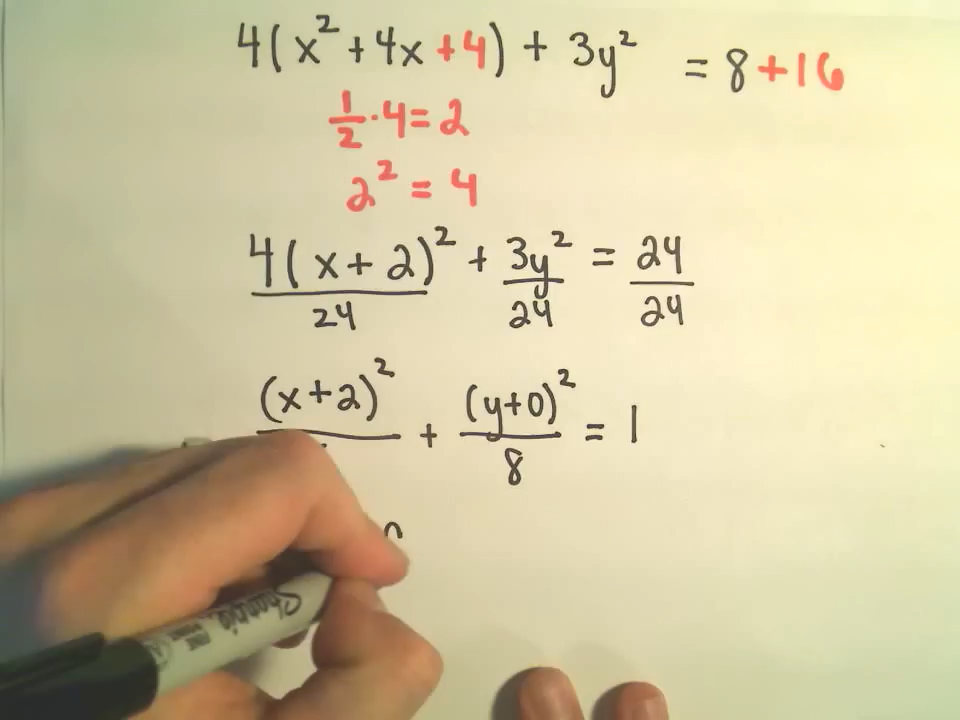 4(x² + 4x + 4) + 3y² = 8 + 16
1/2 · 4 = 2
2² = 4
4(x + 2)²/24 + 3y²/24 = 24/24
(x + 2)²/ + (y + 0)²/8 = 1
Sharpie